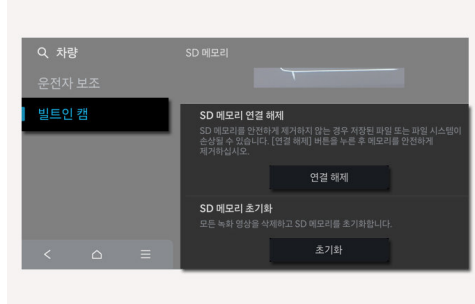 차량
SD 메모리
운전자 보조
빌트인 캠
SD 메모리 연결 해제
SD 메모리를 안전하게 제거하지 않는 경우 저장된 파일 또는 파일 시스템이
손상될 수 있습니다. [연결 해제] 버튼을 누른 후 메모리를 안전하게
제거하십시오.
연결 해제
SD 메모리 초기화
모든 녹화 영상을 삭제하고 SD 메모리를 초기화합니다.
초기화